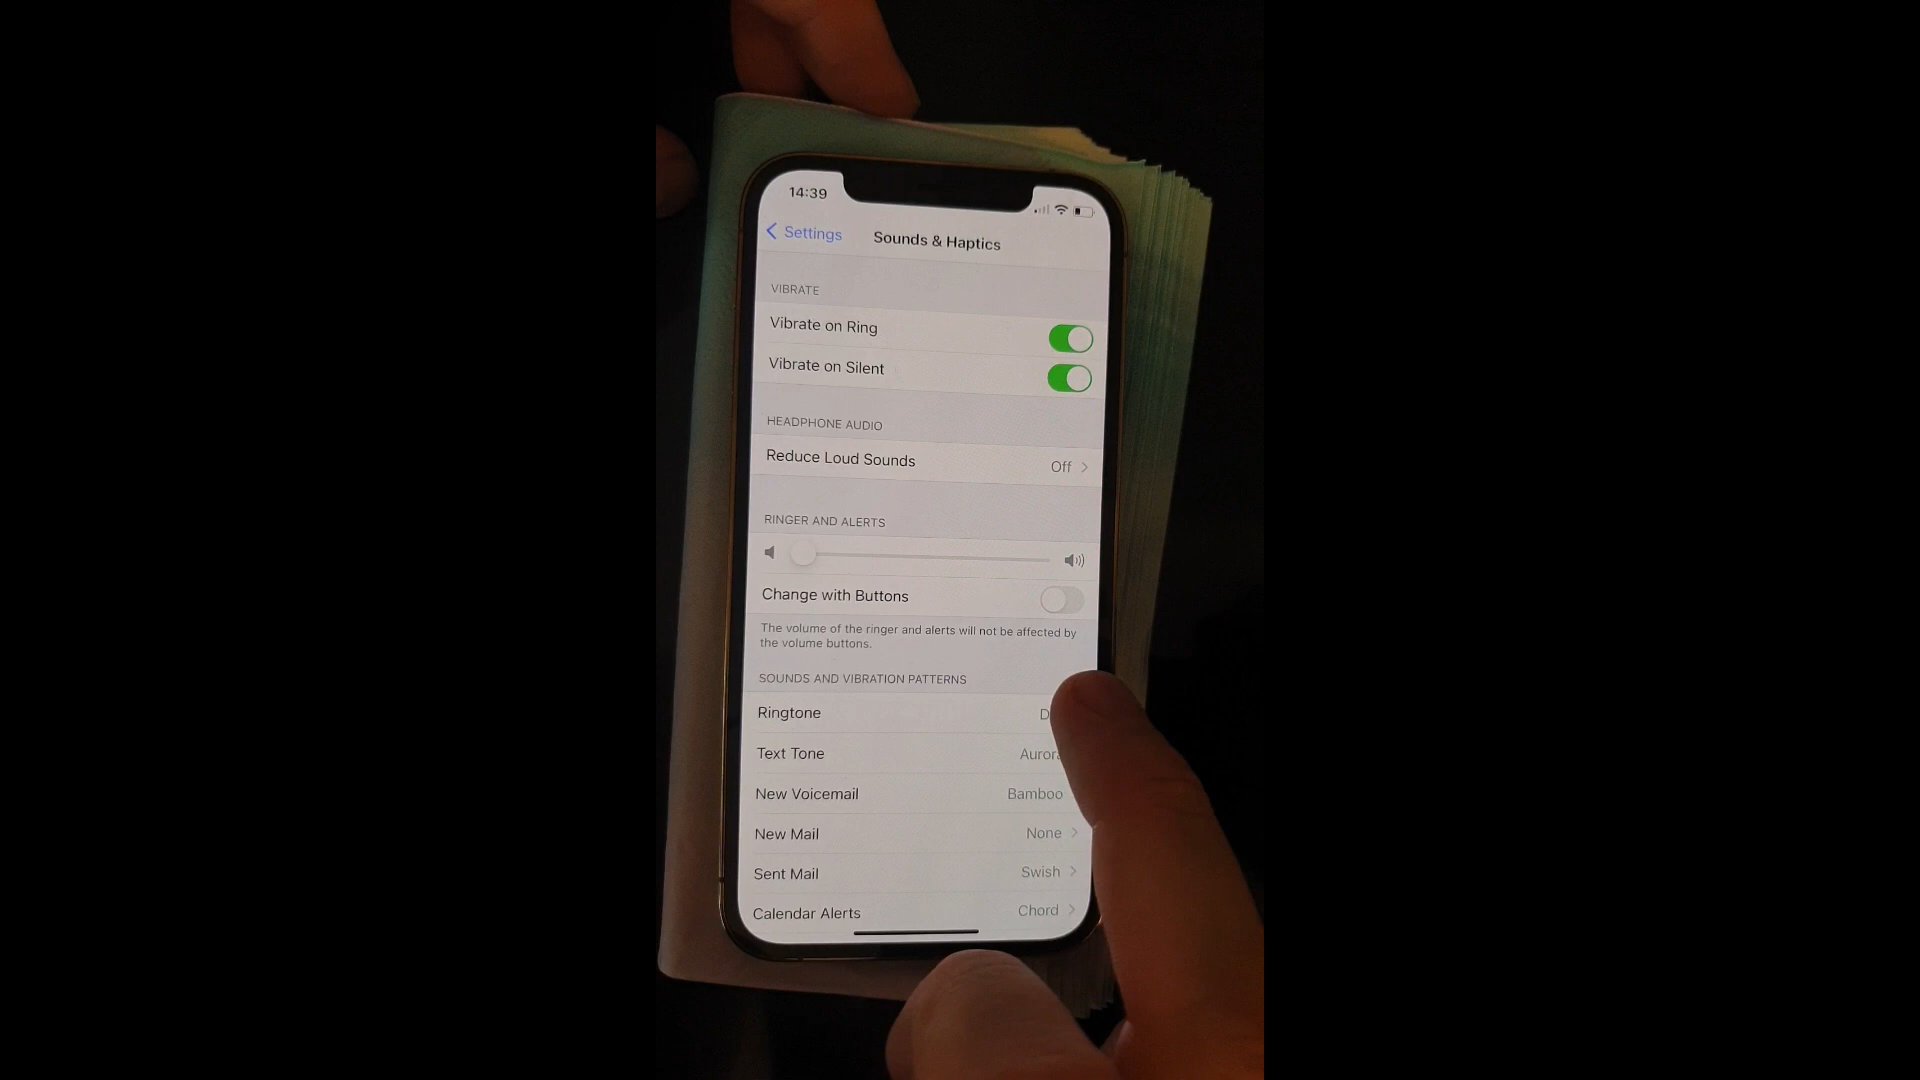 14:39
Settings
Sounds & Haptics
VIBRATE
Vibrate on Ring
Vibrate on Silent
HEADPHONE AUDIO
Reduce Loud Sounds Off
RINGER AND ALERTS
Change with Buttons
The volume of the ringer and alerts will not be affected by
the volume buttons.
SOUNDS AND VIBRATION PATTERNS
Ringtone
Text Tone
New Voicemail Bamboo
New Mail None
Sent Mail Swish
Calendar Alerts Chord